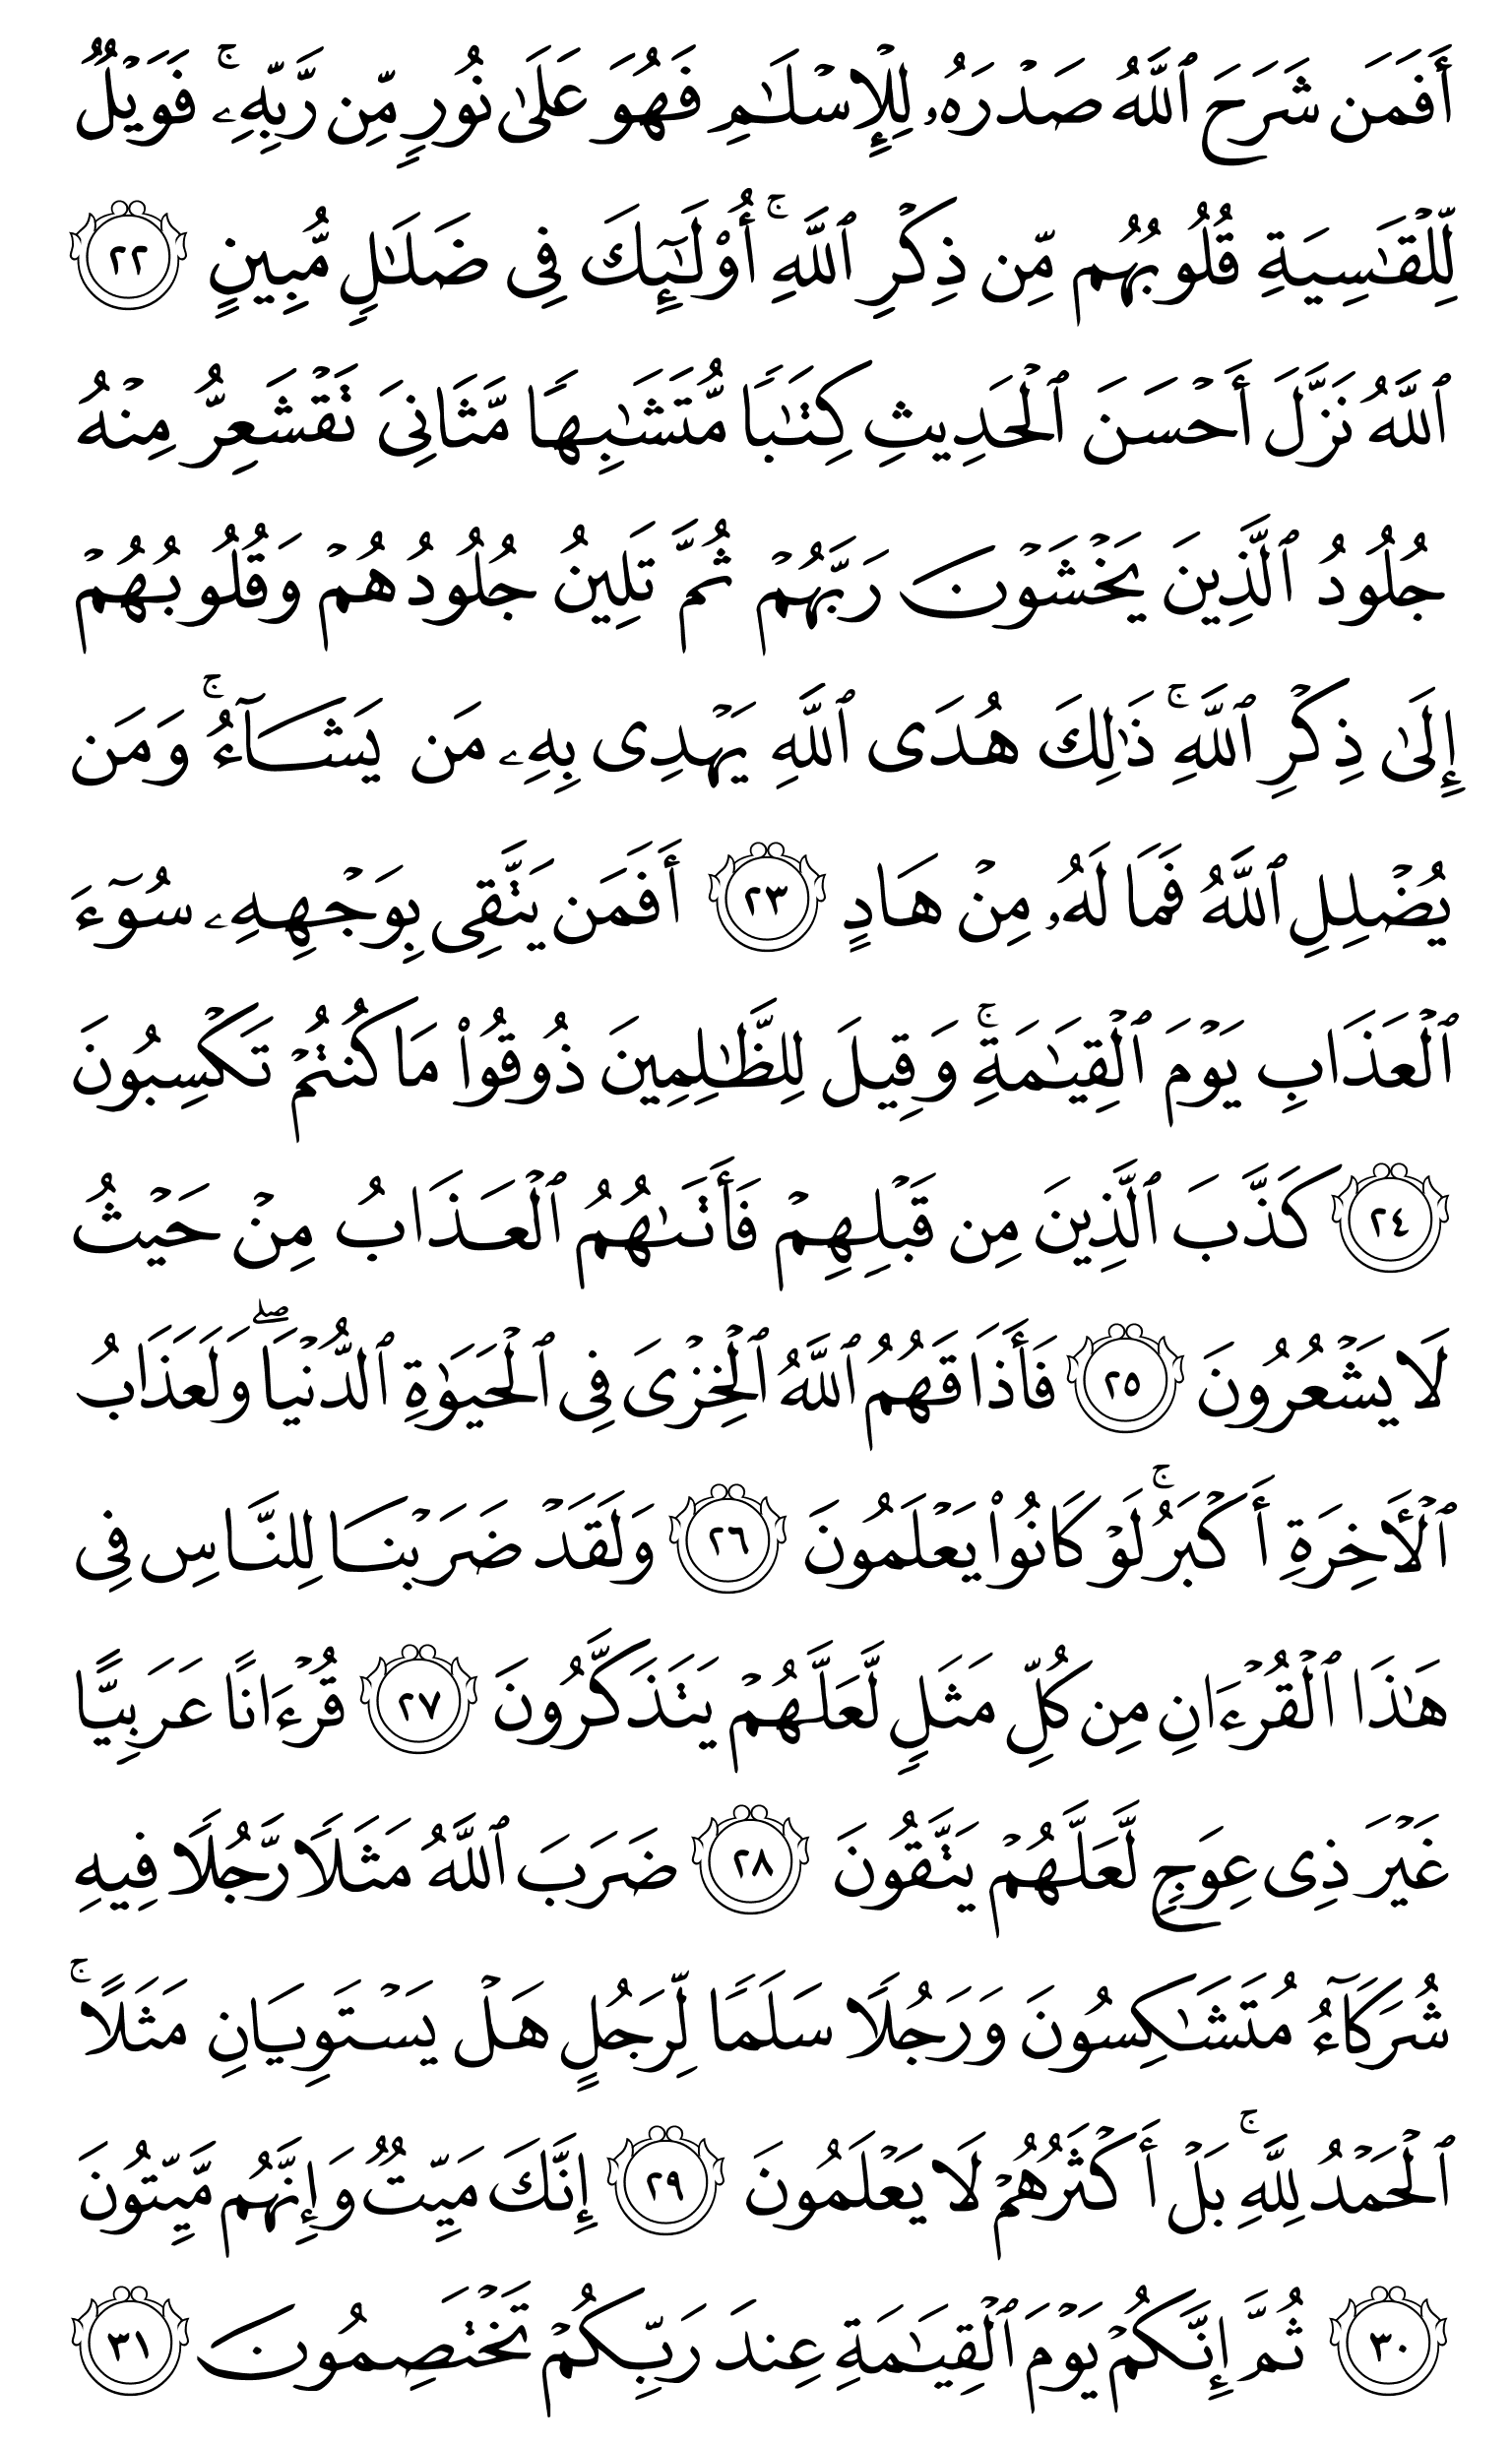 أَفَمَن شَرَحَ ٱللَّهُ صَدْرَهُۥ لِلْإِسْلَـٰمِ فَهُوَ عَلَىٰ نُورٍ مِّن رَّبِّهِۦ ۚ فَوَيْلٌ
لِّلْقَـٰسِيَةِ قُلُوبُهُم مِّن ذِكْرِ ٱللَّهِ ۚ أُو۟لَـٰٓئِكَ فِى ضَلَـٰلٍ مُّبِينٍ ٢٢
ٱللَّهُ نَزَّلَ أَحْسَنَ ٱلْحَدِيثِ كِتَـٰبًا مُّتَشَـٰبِهًا مَّثَانِىَ تَقْشَعِرُّ مِنْهُ
جُلُودُ ٱلَّذِينَ يَخْشَوْنَ رَبَّهُمْ ثُمَّ تَلِينُ جُلُودُهُمْ وَقُلُوبُهُمْ
إِلَىٰ ذِكْرِ ٱللَّهِ ۚ ذَٰلِكَ هُدَى ٱللَّهِ يَهْدِى بِهِۦ مَن يَشَآءُ ۚ وَمَن
يُضْلِلِ ٱللَّهُ فَمَا لَهُۥ مِنْ هَادٍ ٢٣ أَفَمَن يَتَّقِى بِوَجْهِهِۦ سُوٓءَ
ٱلْعَذَابِ يَوْمَ ٱلْقِيَـٰمَةِ ۚ وَقِيلَ لِلظَّـٰلِمِينَ ذُوقُوا۟ مَا كُنتُمْ تَكْسِبُونَ
٢٤ كَذَّبَ ٱلَّذِينَ مِن قَبْلِهِمْ فَأَتَىٰهُمُ ٱلْعَذَابُ مِنْ حَيْثُ
لَا يَشْعُرُونَ ٢٥ فَأَذَاقَهُمُ ٱللَّهُ ٱلْخِزْىَ فِى ٱلْحَيَوٰةِ ٱلدُّنْيَا ۖ وَلَعَذَابُ
ٱلْـَٔاخِرَةِ أَكْبَرُ ۚ لَوْ كَانُوا۟ يَعْلَمُونَ ٢٦ وَلَقَدْ ضَرَبْنَا لِلنَّاسِ فِى
هَـٰذَا ٱلْقُرْءَانِ مِن كُلِّ مَثَلٍ لَّعَلَّهُمْ يَتَذَكَّرُونَ ٢٧ قُرْءَانًا عَرَبِيًّا
غَيْرَ ذِى عِوَجٍ لَّعَلَّهُمْ يَتَّقُونَ ٢٨ ضَرَبَ ٱللَّهُ مَثَلًا رَّجُلًا فِيهِ
شُرَكَآءُ مُتَشَـٰكِسُونَ وَرَجُلًا سَلَمًا لِّرَجُلٍ هَلْ يَسْتَوِيَانِ مَثَلًا ۚ
ٱلْحَمْدُ لِلَّهِ ۚ بَلْ أَكْثَرُهُمْ لَا يَعْلَمُونَ ٢٩ إِنَّكَ مَيِّتٌ وَإِنَّهُم مَّيِّتُونَ
٣٠ ثُمَّ إِنَّكُمْ يَوْمَ ٱلْقِيَـٰمَةِ عِندَ رَبِّكُمْ تَخْتَصِمُونَ ٣١